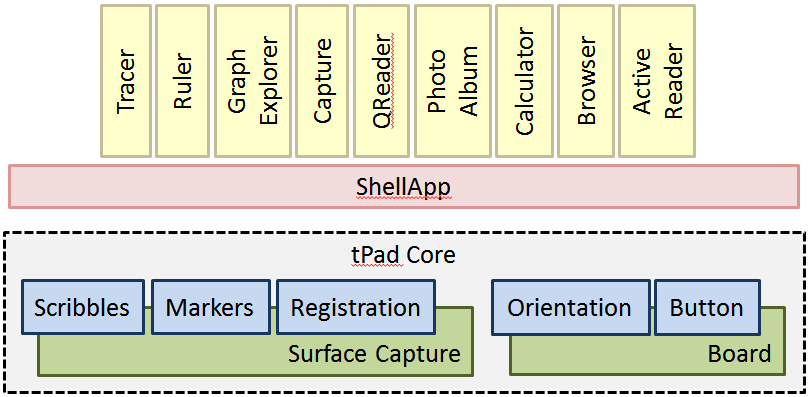 Tracer
Ruler
Graph
Explorer
Capture
QReader
Photo
Album
Calculator
Browser
Active
Reader
ShellApp
tPad Core
Scribbles
Markers
Registration
Orientation
Button
Surface Capture
Board